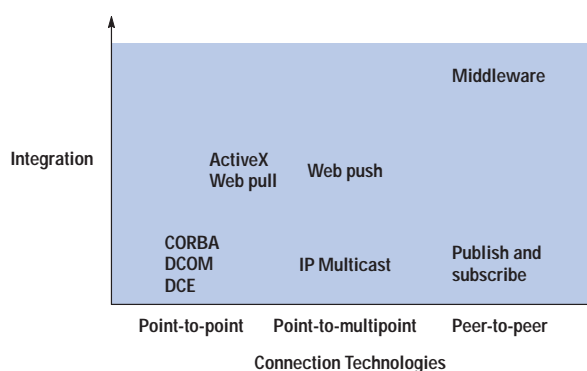 Middleware
Integration
ActiveX
Web pull
Web push
CORBA
DCOM
DCE
IP Multicast
Publish and
subscribe
Point-to-point
Point-to-multipoint
Peer-to-peer
Connection Technologies